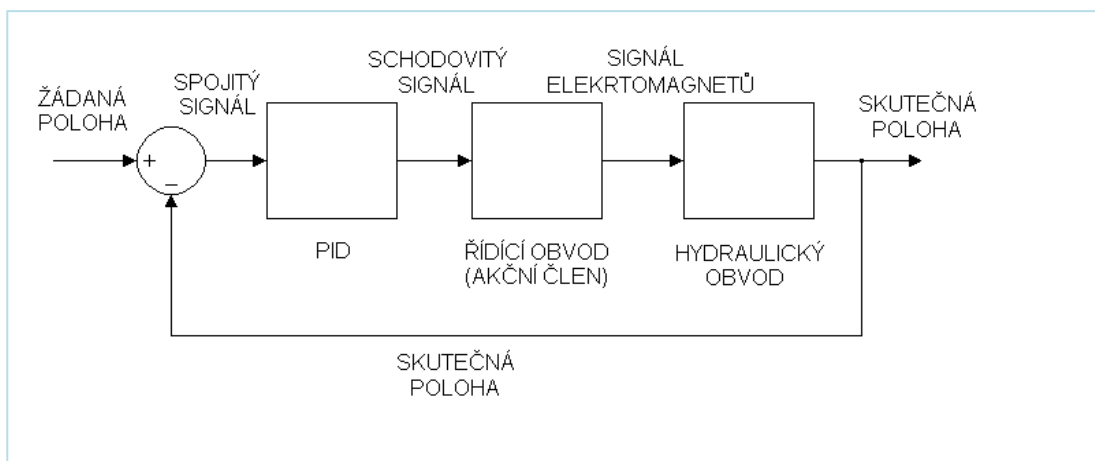 ŽÁDANÁ
POLOHA
SPOJITÝ
SIGNÁL
SCHODOVITÝ
SIGNÁL
SIGNÁL
ELEKRTOMAGNETŮ
SKUTEČNÁ
POLOHA
+
−
PID
ŘÍDÍCÍ OBVOD
(AKČNÍ ČLEN)
HYDRAULICKÝ
OBVOD
SKUTEČNÁ
POLOHA